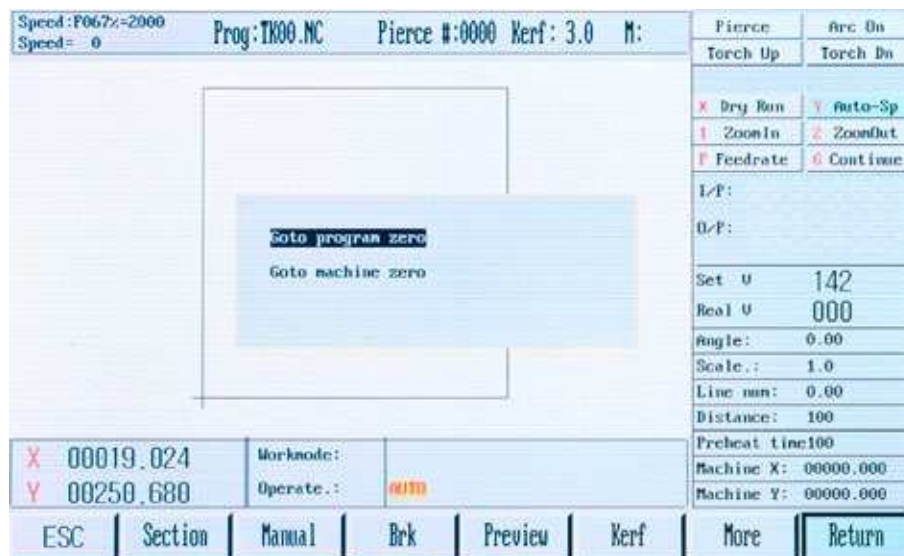 Speed:F067%=2000
Speed= 0
Prog:TK00.NC Pierce #:0000 Kerf: 3.0 M:
Pierce Arc On
Torch Up Torch Dn
X Dry Run Y Auto-Sp
1 ZoomIn 2 ZoomOut
F Feedrate G Continue
I/P:
O/P:
Goto program zero
Goto machine zero
Set V 142
Real V 000
Angle: 0.00
Scale.: 1.0
Line num: 0.00
Distance: 100
Preheat time100
Machine X: 00000.000
Machine Y: 00000.000
X 00019.024
Y 00250.680
Workmode:
Operate.: AUTO
ESC Section Manual Brk Preview Kerf More Return